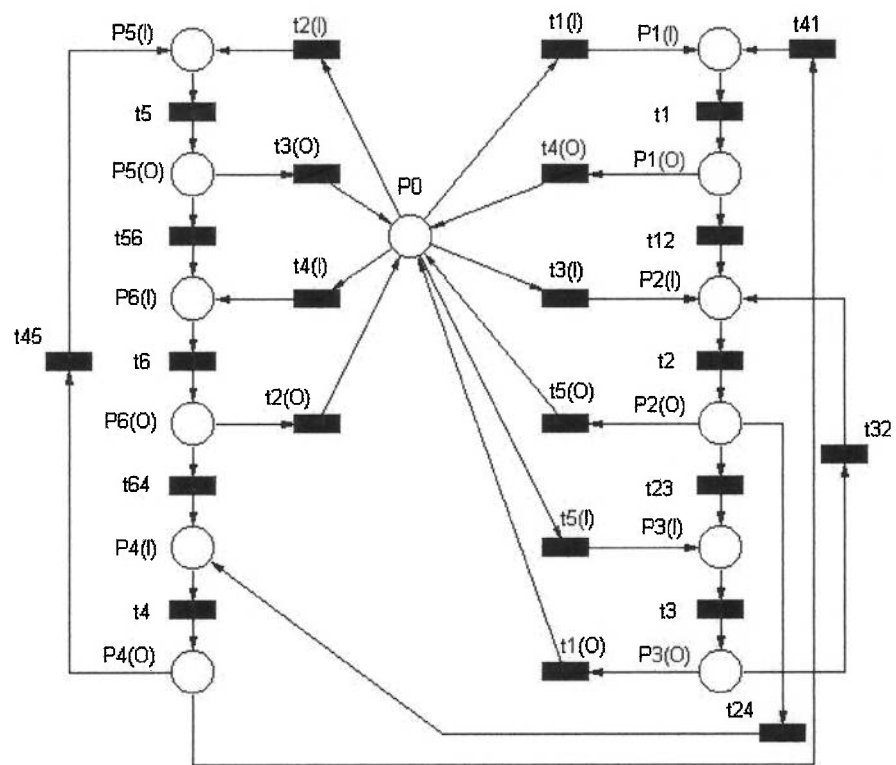 P5(I) t2(I) t1(I) P1(I) t41
t5 t1
t3(O) t4(O) P1(O)
P5(O) P0
t56 t12
t4(I) t3(I) P2(I)
P6(I)
t45 t6 t2
t2(O) t5(O) P2(O)
P6(O) t32
t64 t23
t5(I) P3(I)
P4(I)
t4 t3
P4(O) t1(O) P3(O)
t24